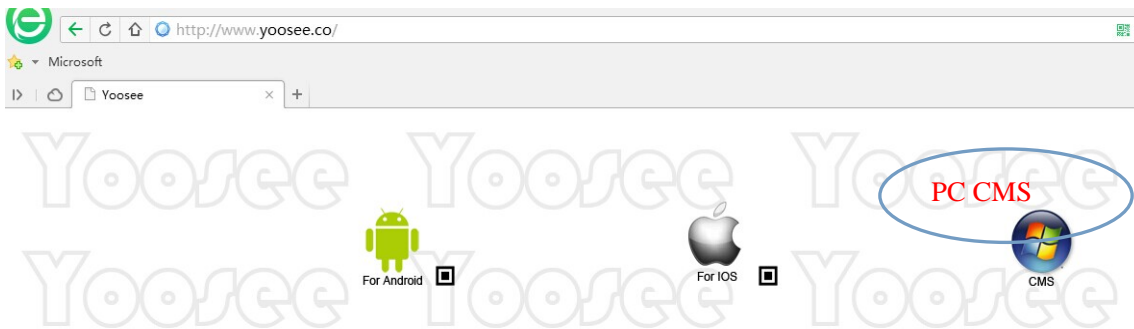 http://www.yoosee.co/
Microsoft
Yoosee
Yoosee Yoosee Yoosee
PC CMS
For Android
For IOS
CMS
Yoosee Yoosee Yoosee